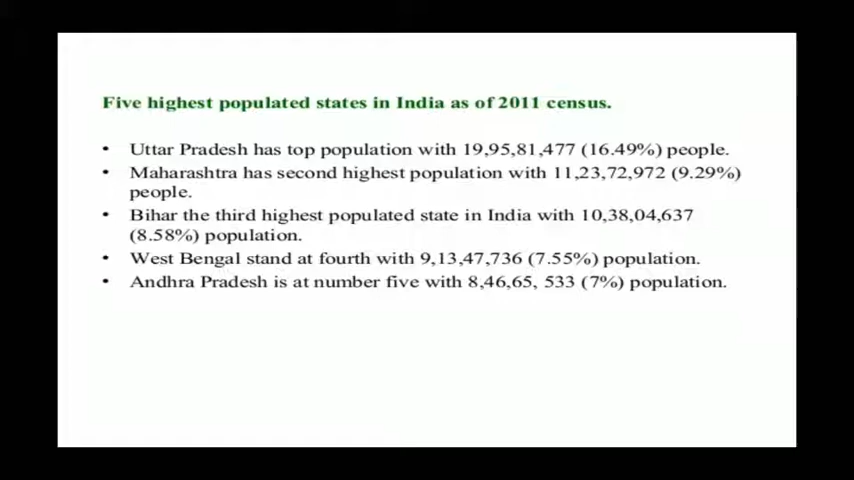 Five highest populated states in India as of 2011 census.
• Uttar Pradesh has top population with 19,95,81,477 (16.49%) people.
• Maharashtra has second highest population with 11,23,72,972 (9.29%)
people.
• Bihar the third highest populated state in India with 10,38,04,637
(8.58%) population.
• West Bengal stand at fourth with 9,13,47,736 (7.55%) population.
• Andhra Pradesh is at number five with 8,46,65, 533 (7%) population.